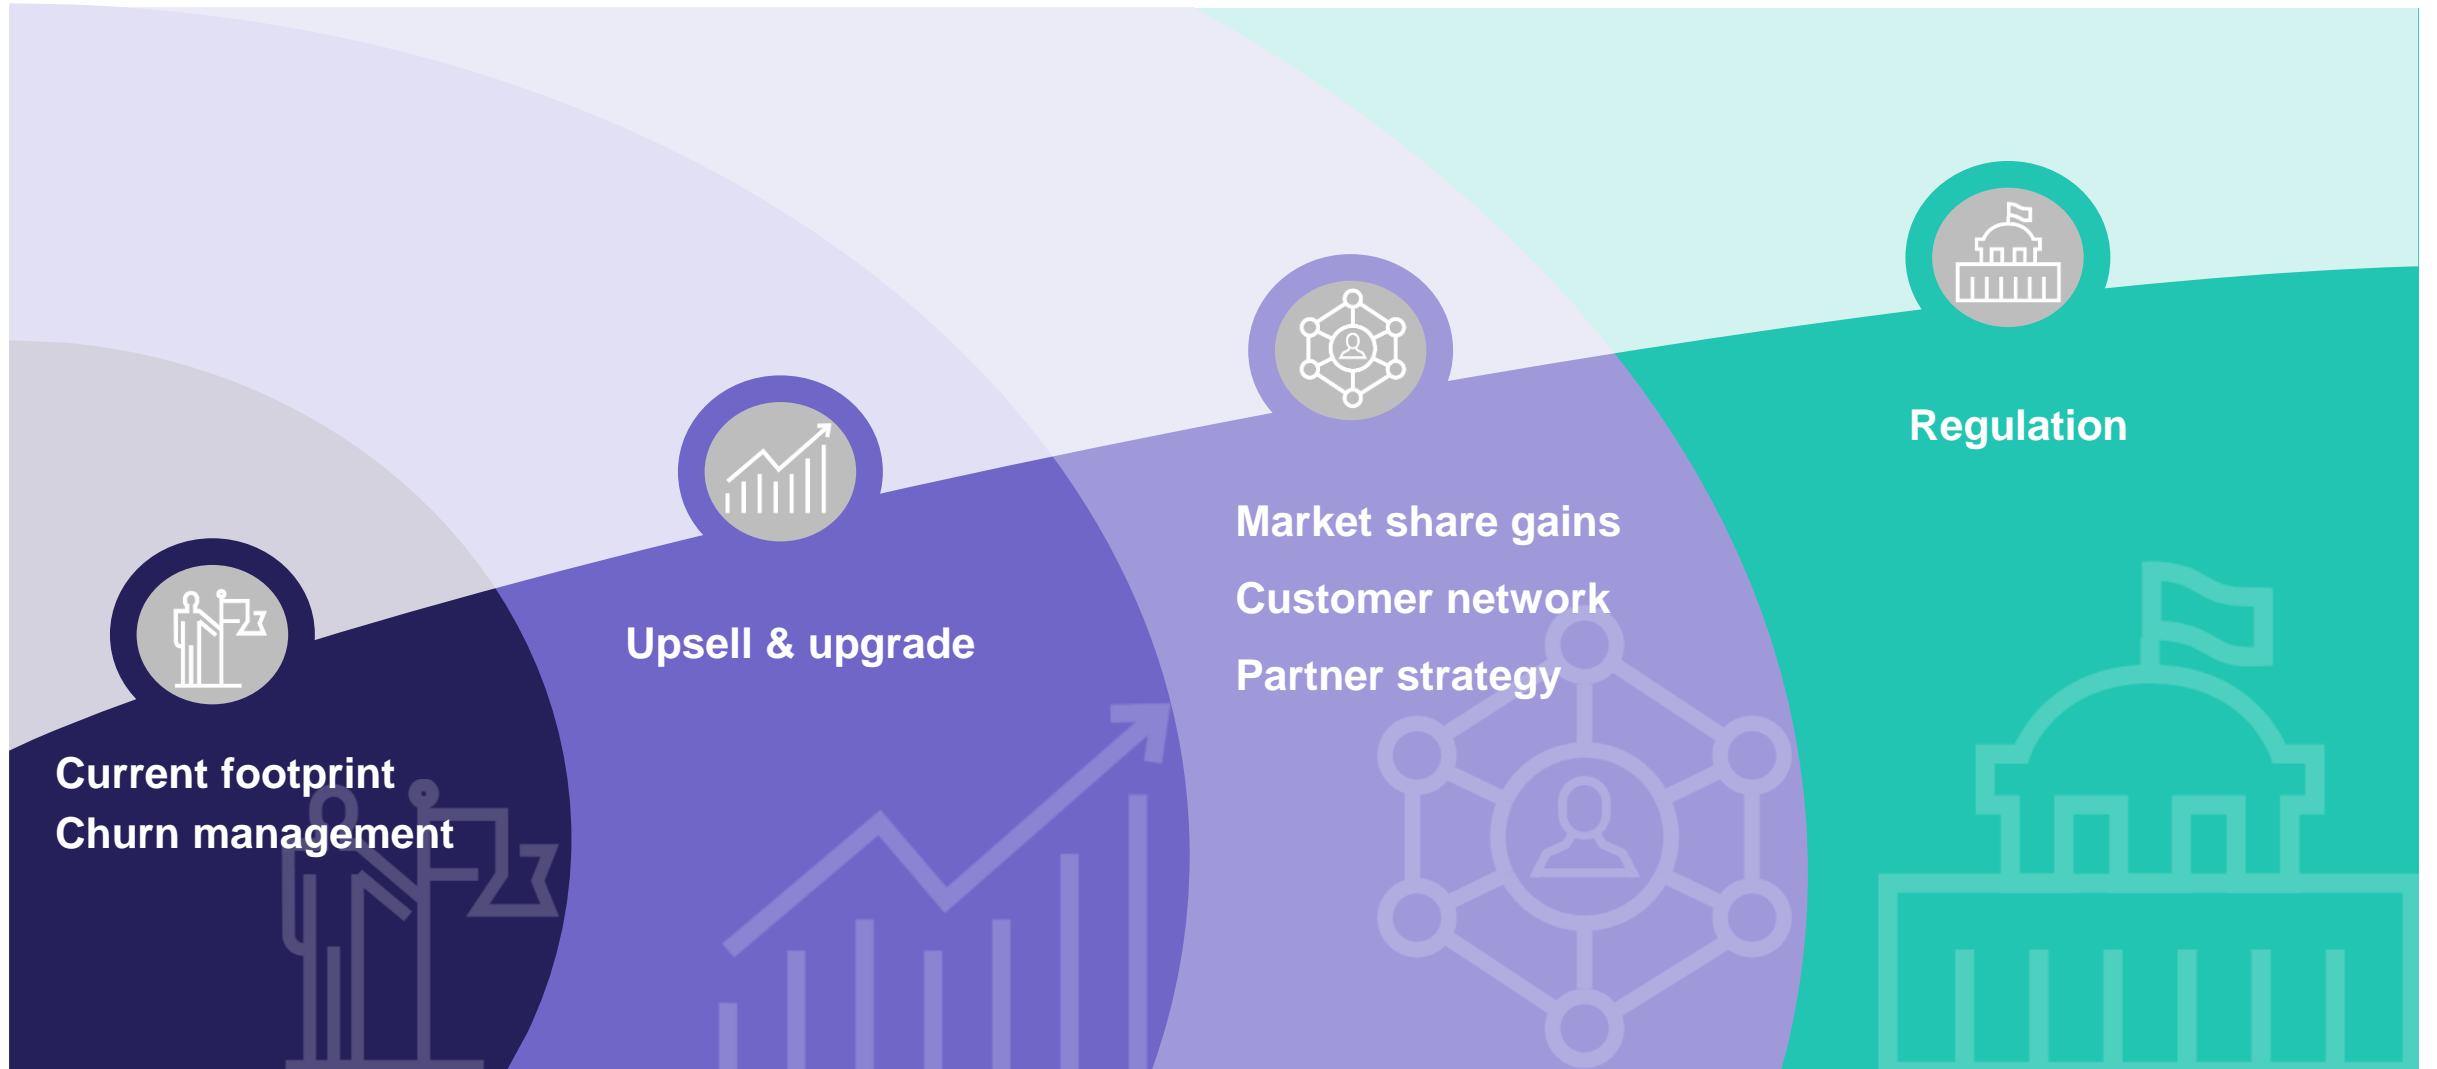 Current footprint
Churn management
Upsell & upgrade
Market share gains
Customer network
Partner strategy
Regulation